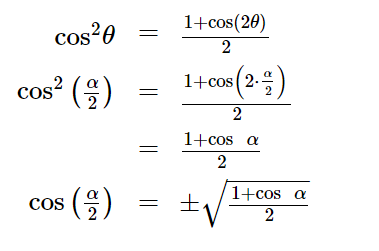 cos²θ = (1+cos(2θ))/2
cos²(α/2) = (1+cos(2·α/2))/2
= (1+cos α)/2
cos(α/2) = ±√((1+cos α)/2)